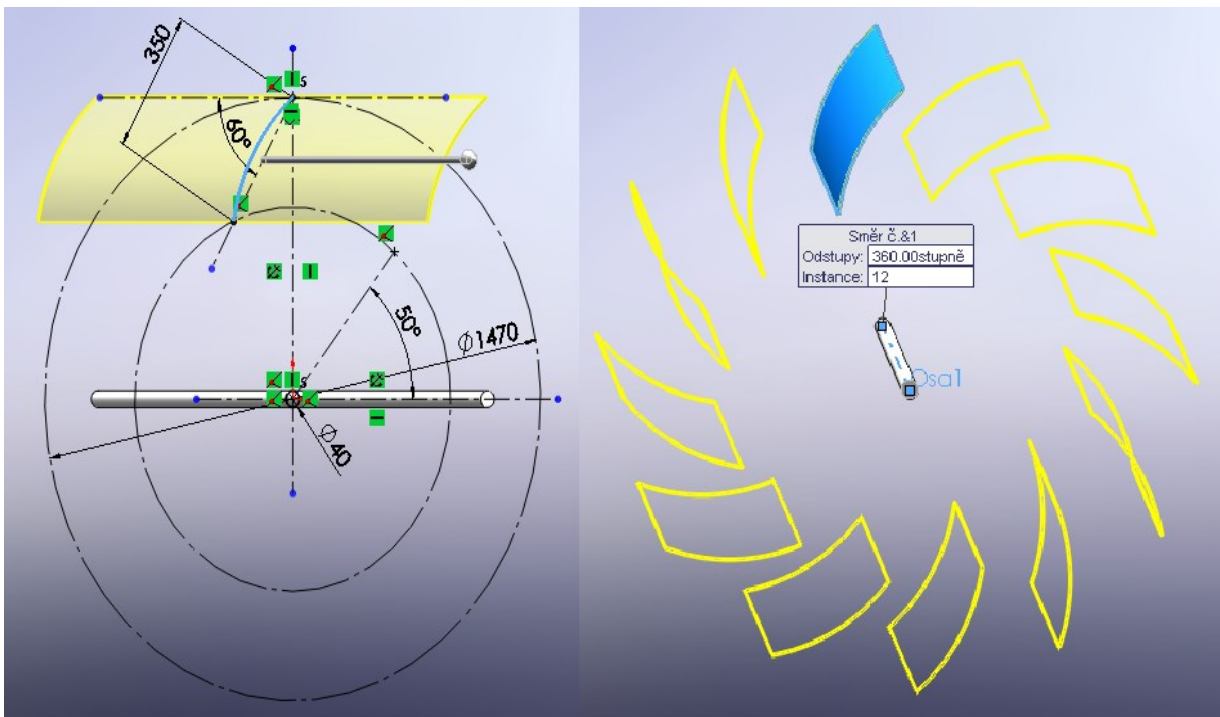 350
60°
50°
Ø1470
Ø40
Směr č.&1
Odstupy: 360.00stupně
Instance: 12
Osa1